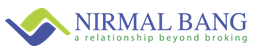 NIRMAL BANG
a relationship beyond broking